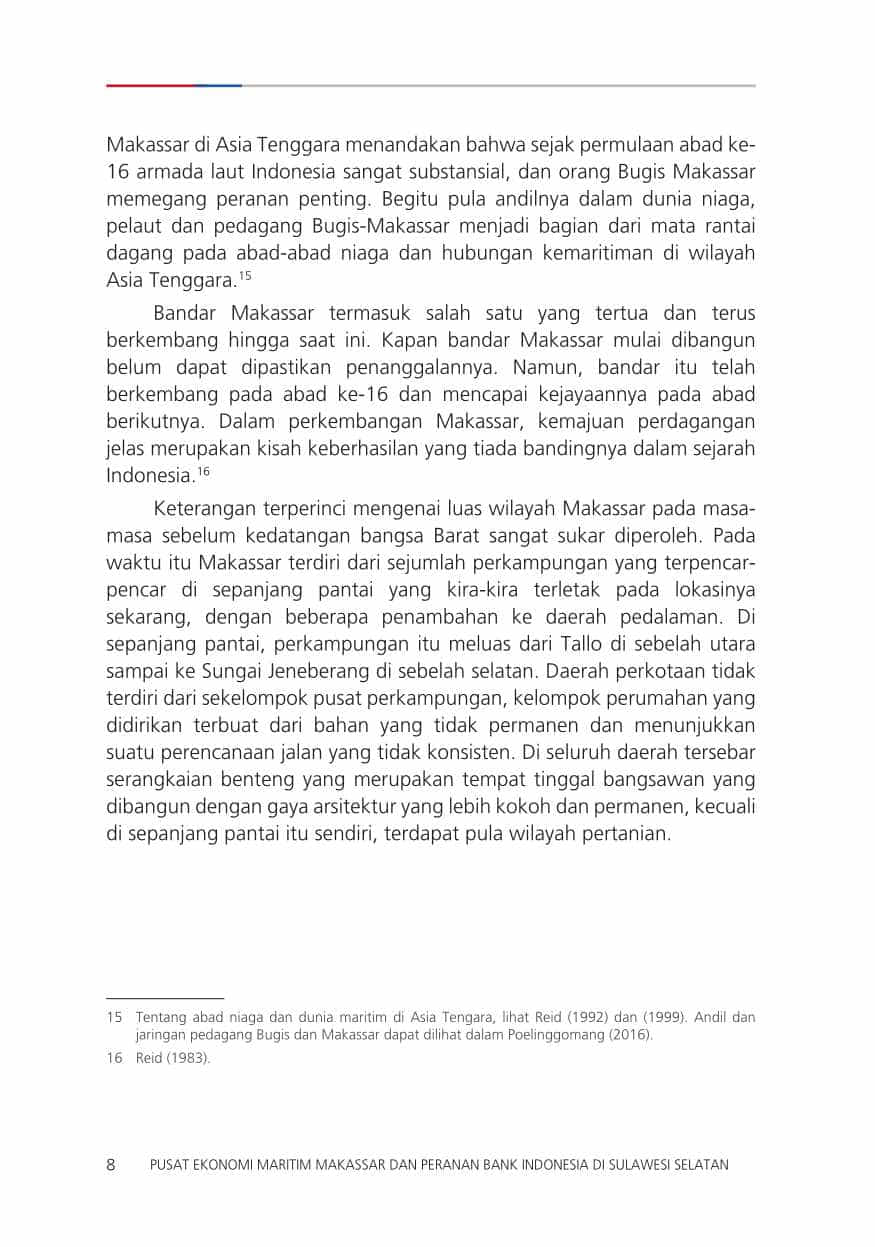 Makassar di Asia Tenggara menandakan bahwa sejak permulaan abad ke-
16 armada laut Indonesia sangat substansial, dan orang Bugis Makassar
memegang peranan penting. Begitu pula andilnya dalam dunia niaga,
pelaut dan pedagang Bugis-Makassar menjadi bagian dari mata rantai
dagang pada abad-abad niaga dan hubungan kemaritiman di wilayah
Asia Tenggara.15
Bandar Makassar termasuk salah satu yang tertua dan terus
berkembang hingga saat ini. Kapan bandar Makassar mulai dibangun
belum dapat dipastikan penanggalannya. Namun, bandar itu telah
berkembang pada abad ke-16 dan mencapai kejayaannya pada abad
berikutnya. Dalam perkembangan Makassar, kemajuan perdagangan
jelas merupakan kisah keberhasilan yang tiada bandingnya dalam sejarah
Indonesia.16
Keterangan terperinci mengenai luas wilayah Makassar pada masa-
masa sebelum kedatangan bangsa Barat sangat sukar diperoleh. Pada
waktu itu Makassar terdiri dari sejumlah perkampungan yang terpencar-
pencar di sepanjang pantai yang kira-kira terletak pada lokasinya
sekarang, dengan beberapa penambahan ke daerah pedalaman. Di
sepanjang pantai, perkampungan itu meluas dari Tallo di sebelah utara
sampai ke Sungai Jeneberang di sebelah selatan. Daerah perkotaan tidak
terdiri dari sekelompok pusat perkampungan, kelompok perumahan yang
didirikan terbuat dari bahan yang tidak permanen dan menunjukkan
suatu perencanaan jalan yang tidak konsisten. Di seluruh daerah tersebar
serangkaian benteng yang merupakan tempat tinggal bangsawan yang
dibangun dengan gaya arsitektur yang lebih kokoh dan permanen, kecuali
di sepanjang pantai itu sendiri, terdapat pula wilayah pertanian.
15 Tentang abad niaga dan dunia maritim di Asia Tengara, lihat Reid (1992) dan (1999). Andil dan
jaringan pedagang Bugis dan Makassar dapat dilihat dalam Poelinggomang (2016).
16 Reid (1983).
8 PUSAT EKONOMI MARITIM MAKASSAR DAN PERANAN BANK INDONESIA DI SULAWESI SELATAN